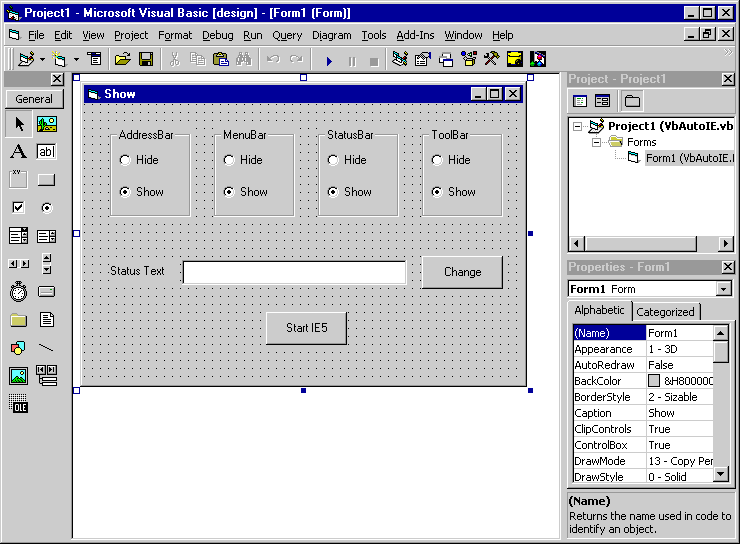 Project1 - Microsoft Visual Basic [design] - [Form1 (Form)]
File Edit View Project Format Debug Run Query Diagram Tools Add-Ins Window Help
General
A
ab
xy
OLE
Show
AddressBar MenuBar StatusBar ToolBar
Hide Hide Hide Hide
Show Show Show Show
Status Text Change
Start IE5
Project - Project1
Project1 (VbAutoIE.vb
Forms
Form1 (VbAutoIE.
Properties - Form1
Form1 Form
Alphabetic Categorized
(Name) Form1
Appearance 1 - 3D
AutoRedraw False
BackColor &H800000
BorderStyle 2 - Sizable
Caption Show
ClipControls True
ControlBox True
DrawMode 13 - Copy Per
DrawStyle 0 - Solid
(Name)
Returns the name used in code to
identify an object.